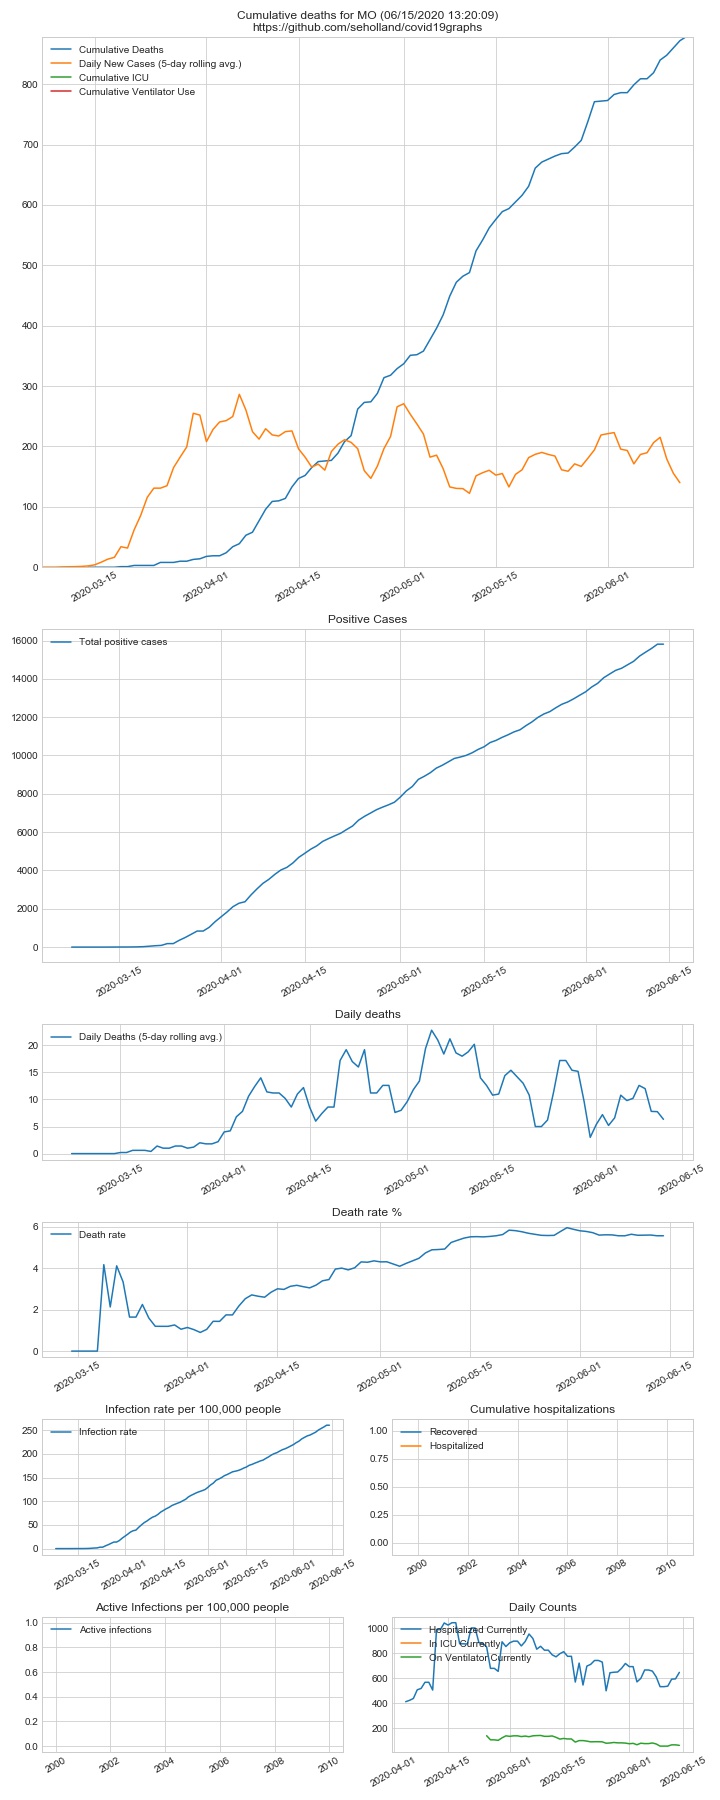 Cumulative deaths for MO (06/15/2020 13:20:09)
https://github.com/seholland/covid19graphs
Cumulative Deaths
Daily New Cases (5-day rolling avg.)
Cumulative ICU
Cumulative Ventilator Use
800
700
600
500
400
300
200
100
0
2020-03-15 2020-04-01 2020-04-15 2020-05-01 2020-05-15 2020-06-01
Positive Cases
Total positive cases
16000
14000
12000
10000
8000
6000
4000
2000
0
2020-03-15 2020-04-01 2020-04-15 2020-05-01 2020-05-15 2020-06-01 2020-06-15
Daily deaths
Daily Deaths (5-day rolling avg.)
20
15
10
5
0
2020-03-15 2020-04-01 2020-04-15 2020-05-01 2020-05-15 2020-06-01 2020-06-15
Death rate %
Death rate
6
4
2
0
2020-03-15 2020-04-01 2020-04-15 2020-05-01 2020-05-15 2020-06-01 2020-06-15
Infection rate per 100,000 people
Infection rate
250
200
150
100
50
0
2020-03-15 2020-04-01 2020-04-15 2020-05-01 2020-05-15 2020-06-01 2020-06-15
Cumulative hospitalizations
Recovered
Hospitalized
1.00
0.75
0.50
0.25
0.00
2000 2002 2004 2006 2008 2010
Active Infections per 100,000 people
Active infections
1.0
0.8
0.6
0.4
0.2
0.0
2000 2002 2004 2006 2008 2010
Daily Counts
Hospitalized Currently
In ICU Currently
On Ventilator Currently
1000
800
600
400
200
2020-04-01 2020-04-15 2020-05-01 2020-05-15 2020-06-01 2020-06-15